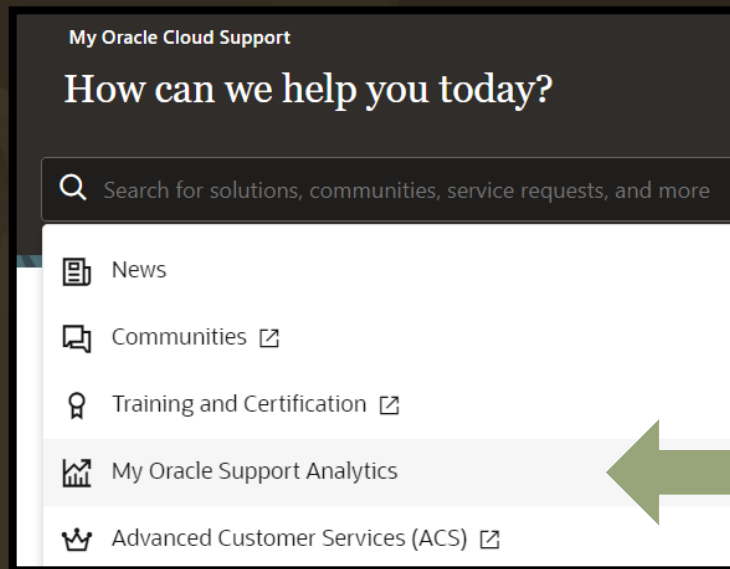 My Oracle Cloud Support
How can we help you today?
Search for solutions, communities, service requests, and more
News
Communities
Training and Certification
My Oracle Support Analytics
Advanced Customer Services (ACS)